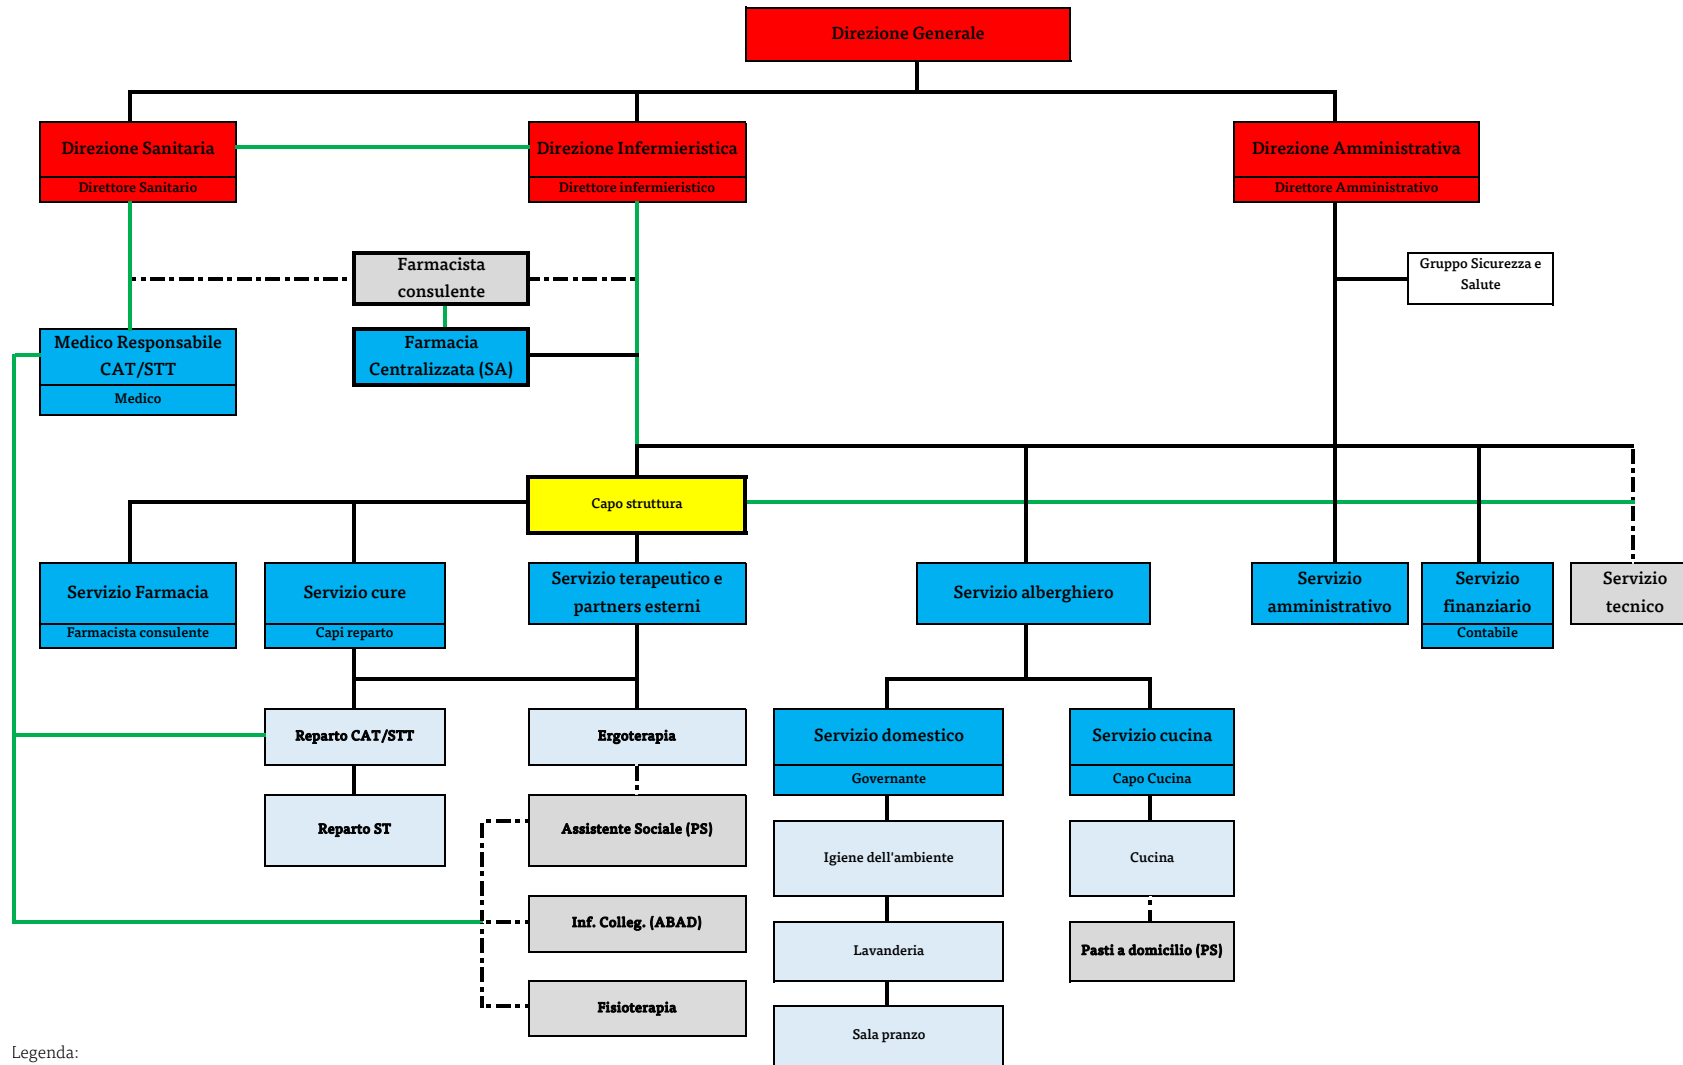 Direzione Generale
Direzione Sanitaria
Direttore Sanitario
Direzione Infermieristica
Direttore infermieristico
Direzione Amministrativa
Direttore Amministrativo
Farmacista
consulente
Gruppo Sicurezza e
Salute
Medico Responsabile
CAT/STT
Medico
Farmacia
Centralizzata (SA)
Capo struttura
Servizio Farmacia
Farmacista consulente
Servizio cure
Capi reparto
Servizio terapeutico e
partners esterni
Servizio alberghiero
Servizio
amministrativo
Servizio
finanziario
Contabile
Servizio
tecnico
Reparto CAT/STT
Ergoterapia
Servizio domestico
Governante
Servizio cucina
Capo Cucina
Reparto ST
Assistente Sociale (PS)
Igiene dell'ambiente
Cucina
Inf. Colleg. (ABAD)
Lavanderia
Pasti a domicilio (PS)
Fisioterapia
Sala pranzo
Legenda: